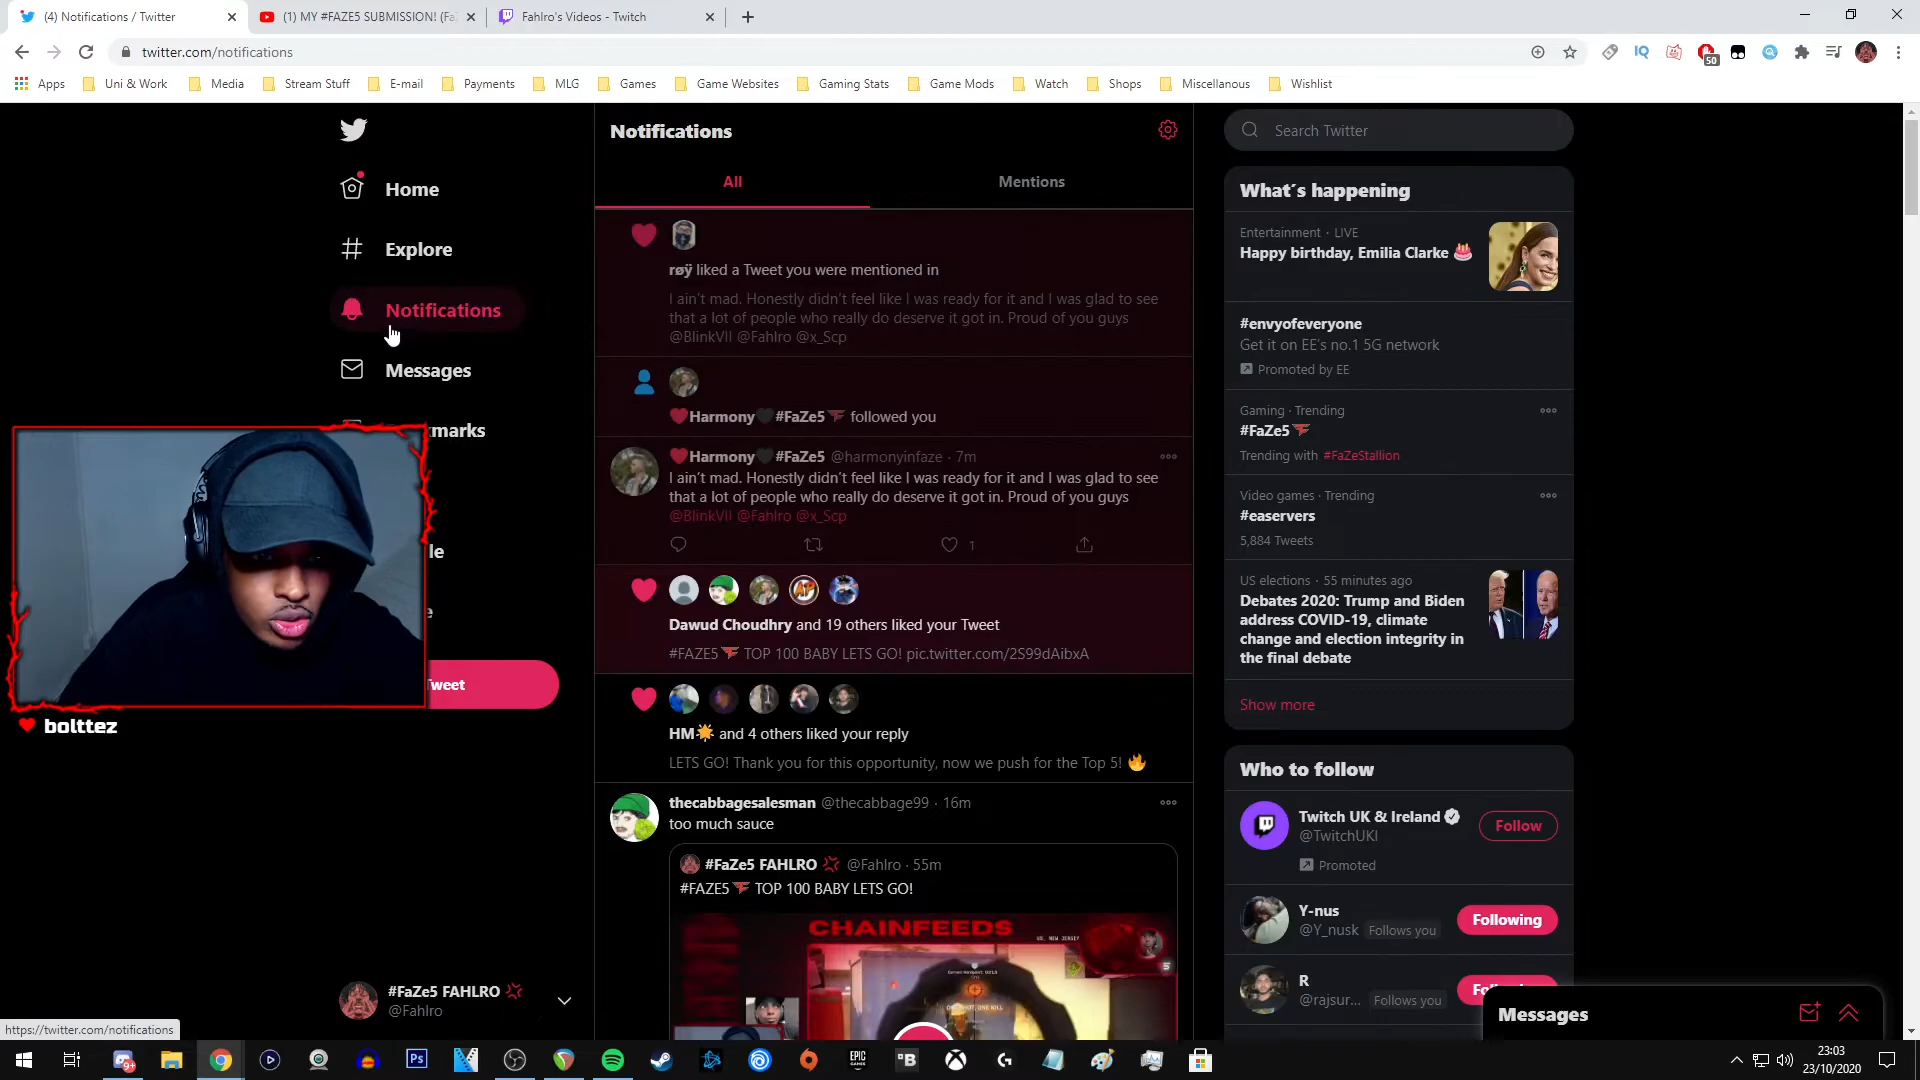 (4) Notifications / Twitter
(1) MY #FAZE5 SUBMISSION! (Fa
Fahlro's Videos - Twitch
twitter.com/notifications
50
Apps
Uni & Work
Media
Stream Stuff
E-mail
Payments
MLG
Games
Game Websites
Gaming Stats
Game Mods
Watch
Shops
Miscellanous
Wishlist
Home
Explore
Notifications
Messages
kmarks
le
e
Tweet
bolttez
#FaZe5 FAHLRO
@Fahlro
https://twitter.com/notifications
Notifications
All
Mentions
røÿ liked a Tweet you were mentioned in
I ain't mad. Honestly didn't feel like I was ready for it and I was glad to see
that a lot of people who really do deserve it got in. Proud of you guys
@BlinkVII @Fahlro @x_Scp
❤Harmony🖤#FaZe5 followed you
❤Harmony🖤#FaZe5 @harmonyinfaze · 7m
I ain't mad. Honestly didn't feel like I was ready for it and I was glad to see
that a lot of people who really do deserve it got in. Proud of you guys
@BlinkVII @Fahlro @x_Scp
1
Dawud Choudhry and 19 others liked your Tweet
#FAZE5 TOP 100 BABY LETS GO! pic.twitter.com/2S99dAibxA
HM🌟 and 4 others liked your reply
LETS GO! Thank you for this opportunity, now we push for the Top 5! 🔥
thecabbagesalesman @thecabbage99 · 16m
too much sauce
#FaZe5 FAHLRO 💢 @Fahlro · 55m
#FAZE5 TOP 100 BABY LETS GO!
CHAINFEEDS
Search Twitter
What's happening
Entertainment · LIVE
Happy birthday, Emilia Clarke 🎂
#envyofeveryone
Get it on EE's no.1 5G network
Promoted by EE
Gaming · Trending
#FaZe5
Trending with #FaZeStallion
Video games · Trending
#easervers
5,884 Tweets
US elections · 55 minutes ago
Debates 2020: Trump and Biden
address COVID-19, climate
change and election integrity in
the final debate
Show more
Who to follow
Twitch UK & Ireland
@TwitchUKI
Follow
Promoted
Y-nus
@Y_nusk Follows you
Following
R
@rajsur... Follows you
Messages
23:03
23/10/2020